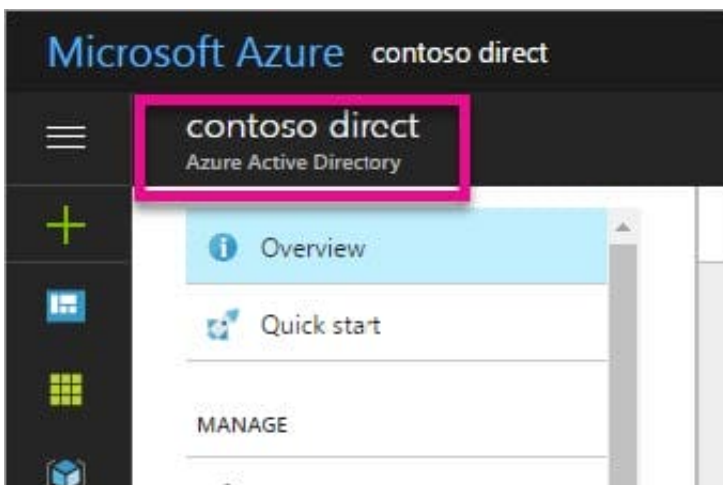 Microsoft Azure contoso direct
contoso direct
Azure Active Directory
Overview
Quick start
MANAGE